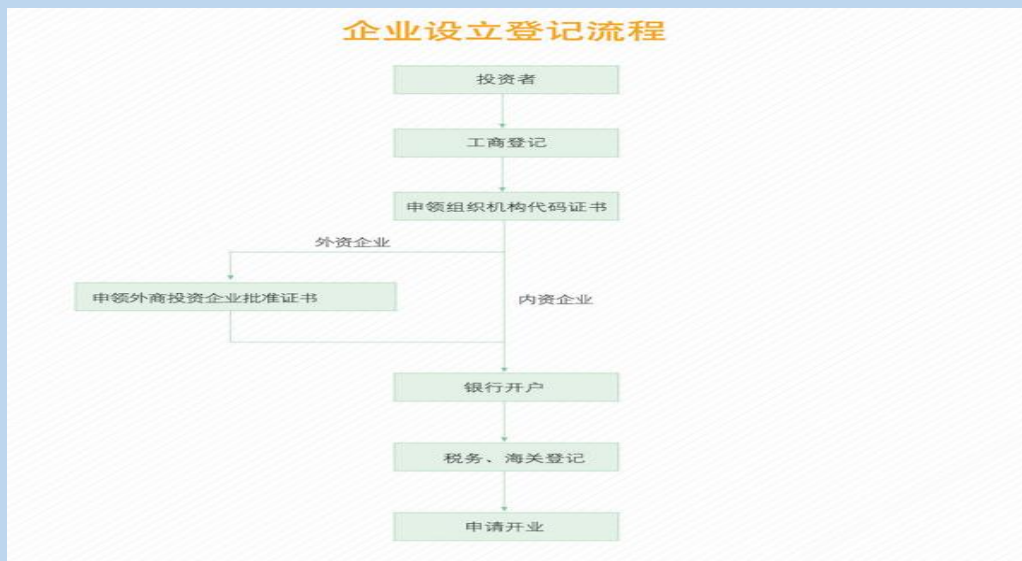 企业设立登记流程
投资者
工商登记
申领组织机构代码证书
外资企业
申领外商投资企业批准证书
内资企业
银行开户
税务、海关登记
申请开业